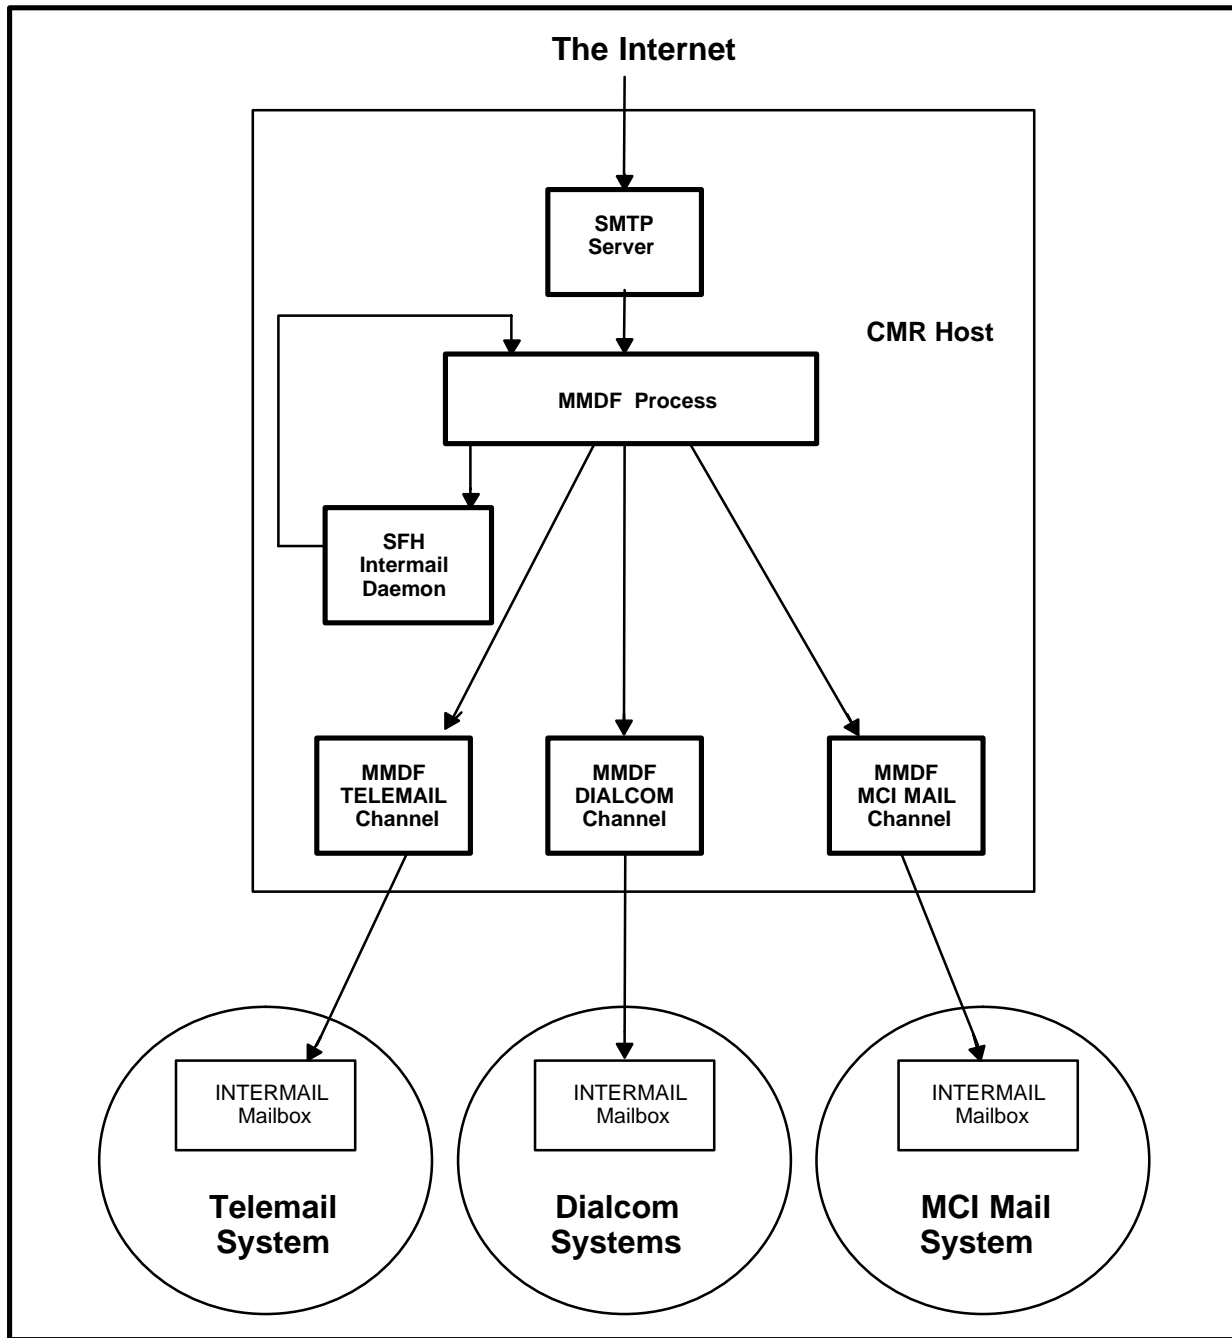 The Internet
SMTP
Server
CMR Host
MMDF Process
SFH
Intermail
Daemon
MMDF
TELEMAIL
Channel
MMDF
DIALCOM
Channel
MMDF
MCI MAIL
Channel
INTERMAIL
Mailbox
INTERMAIL
Mailbox
INTERMAIL
Mailbox
Telemail
System
Dialcom
Systems
MCI Mail
System